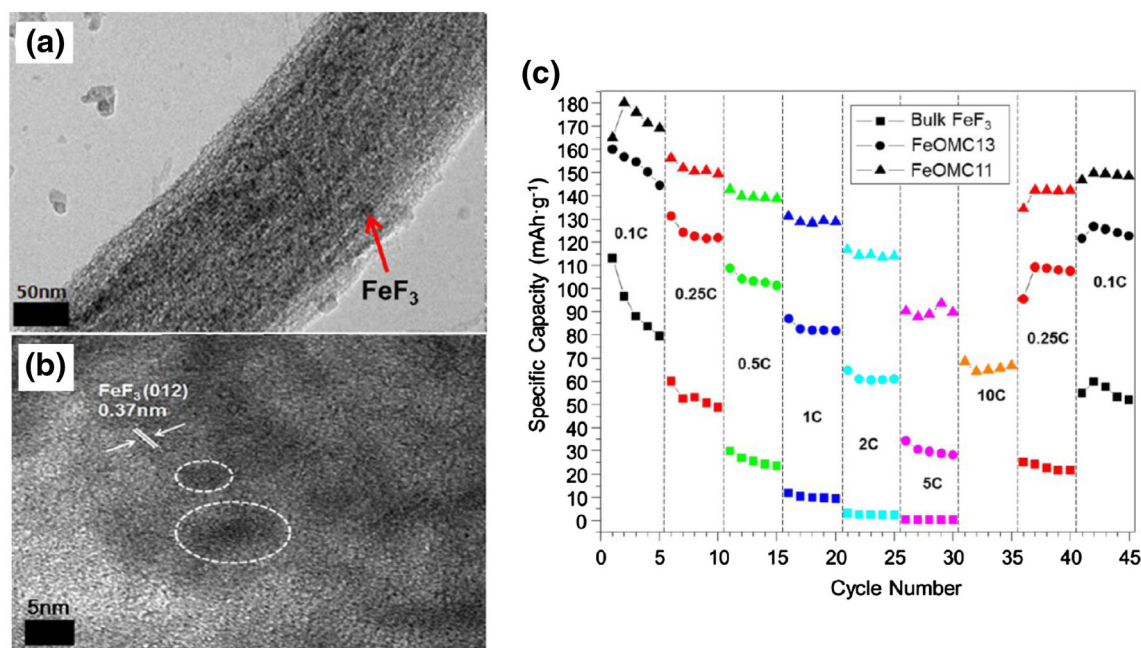 (a)
50nm
FeF₃
(b)
FeF₃(012)
0.37nm
5nm
(c)
Specific Capacity (mAh·g⁻¹)
180
170
160
150
140
130
120
110
100
90
80
70
60
50
40
30
20
10
0
Bulk FeF₃
FeOMC13
FeOMC11
0.1C
0.25C
0.5C
1C
2C
5C
10C
0.25C
0.1C
0 5 10 15 20 25 30 35 40 45
Cycle Number